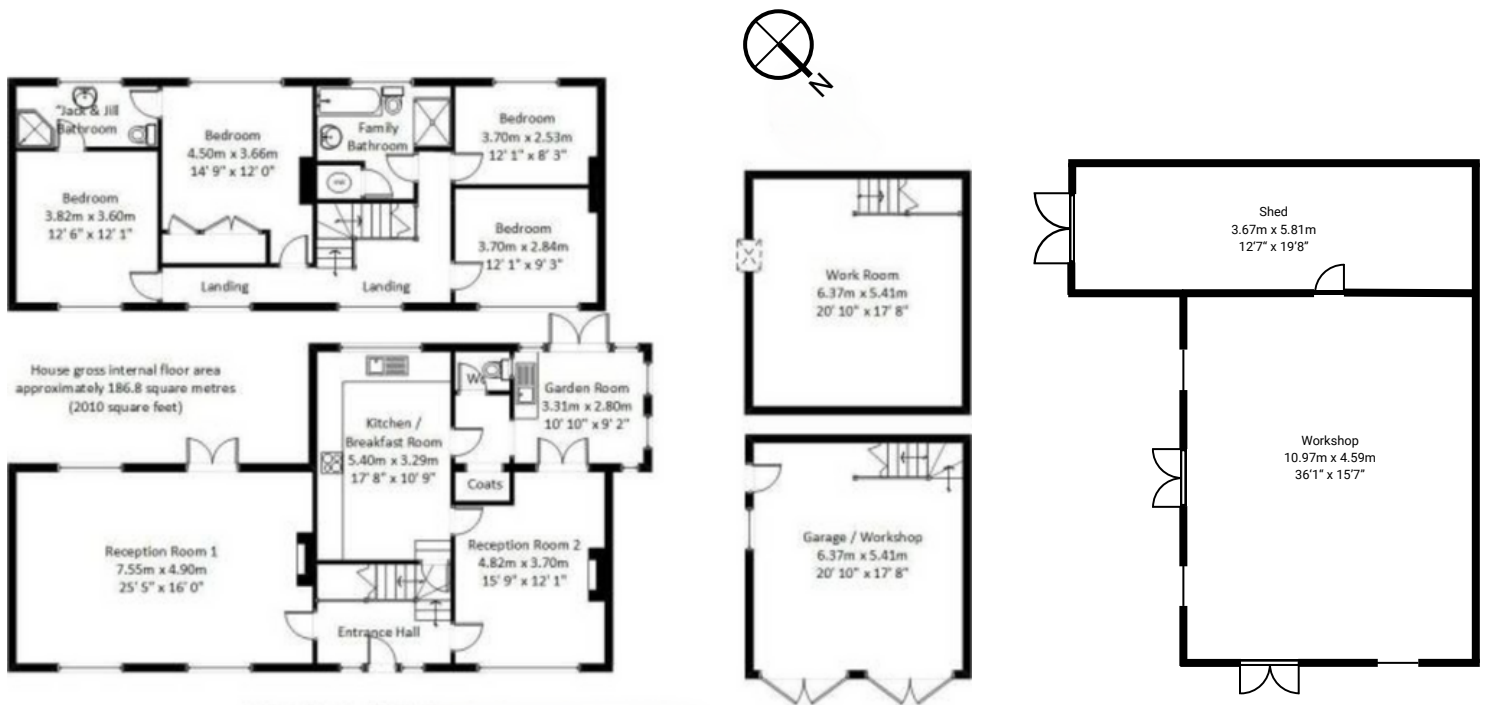 N
"Jack & Jill
Bathroom
Bedroom
4.50m x 3.66m
14' 9" x 12' 0"
Family
Bathroom
Bedroom
3.70m x 2.53m
12' 1" x 8' 3"
Bedroom
3.82m x 3.60m
12' 6" x 12' 1"
Bedroom
3.70m x 2.84m
12' 1" x 9' 3"
Landing
Landing
House gross internal floor area
approximately 186.8 square metres
(2010 square feet)
Kitchen /
Breakfast Room
5.40m x 3.29m
17' 8" x 10' 9"
Garden Room
3.31m x 2.80m
10' 10" x 9' 2"
Coats
Reception Room 1
7.55m x 4.90m
25' 5" x 16' 0"
Reception Room 2
4.82m x 3.70m
15' 9" x 12' 1"
Entrance Hall
Work Room
6.37m x 5.41m
20' 10" x 17' 8"
Garage / Workshop
6.37m x 5.41m
20' 10" x 17' 8"
Shed
3.67m x 5.81m
12'7" x 19'8"
Workshop
10.97m x 4.59m
36'1" x 15'7"